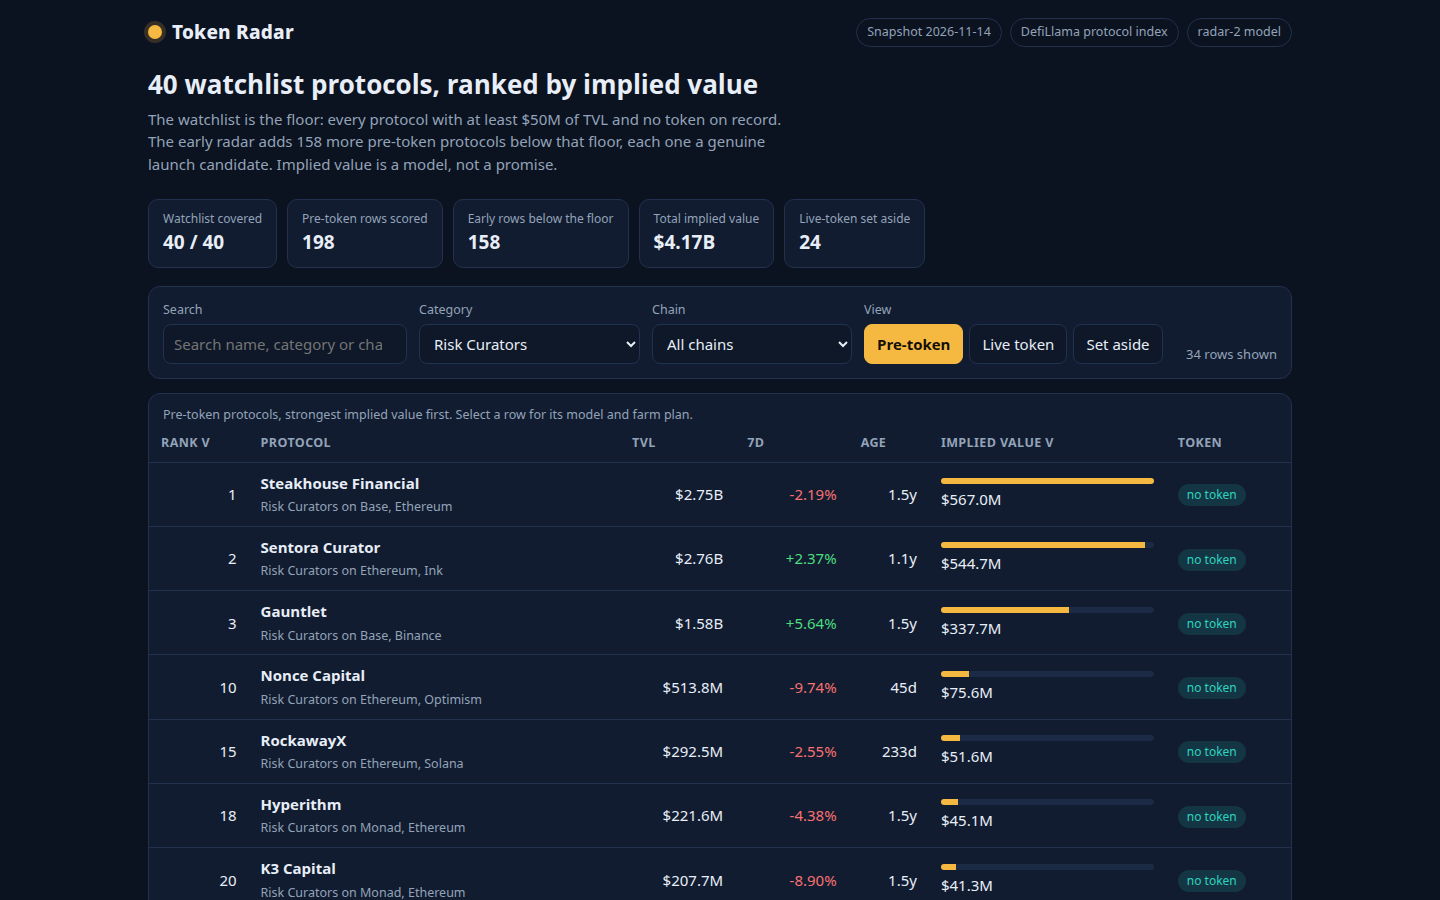 Token Radar
Snapshot 2026-11-14
DefiLlama protocol index
radar-2 model
40 watchlist protocols, ranked by implied value
The watchlist is the floor: every protocol with at least $50M of TVL and no token on record.
The early radar adds 158 more pre-token protocols below that floor, each one a genuine
launch candidate. Implied value is a model, not a promise.
Watchlist covered
40 / 40
Pre-token rows scored
198
Early rows below the floor
158
Total implied value
$4.17B
Live-token set aside
24
Search
Category
Chain
View
Search name, category or cha
Risk Curators
All chains
Pre-token
Live token
Set aside
34 rows shown
Pre-token protocols, strongest implied value first. Select a row for its model and farm plan.
RANK V PROTOCOL TVL 7D AGE IMPLIED VALUE V TOKEN
1 Steakhouse Financial $2.75B -2.19% 1.5y $567.0M no token
Risk Curators on Base, Ethereum
2 Sentora Curator $2.76B +2.37% 1.1y $544.7M no token
Risk Curators on Ethereum, Ink
3 Gauntlet $1.58B +5.64% 1.5y $337.7M no token
Risk Curators on Base, Binance
10 Nonce Capital $513.8M -9.74% 45d $75.6M no token
Risk Curators on Ethereum, Optimism
15 RockawayX $292.5M -2.55% 233d $51.6M no token
Risk Curators on Ethereum, Solana
18 Hyperithm $221.6M -4.38% 1.5y $45.1M no token
Risk Curators on Monad, Ethereum
20 K3 Capital $207.7M -8.90% 1.5y $41.3M no token
Risk Curators on Monad, Ethereum